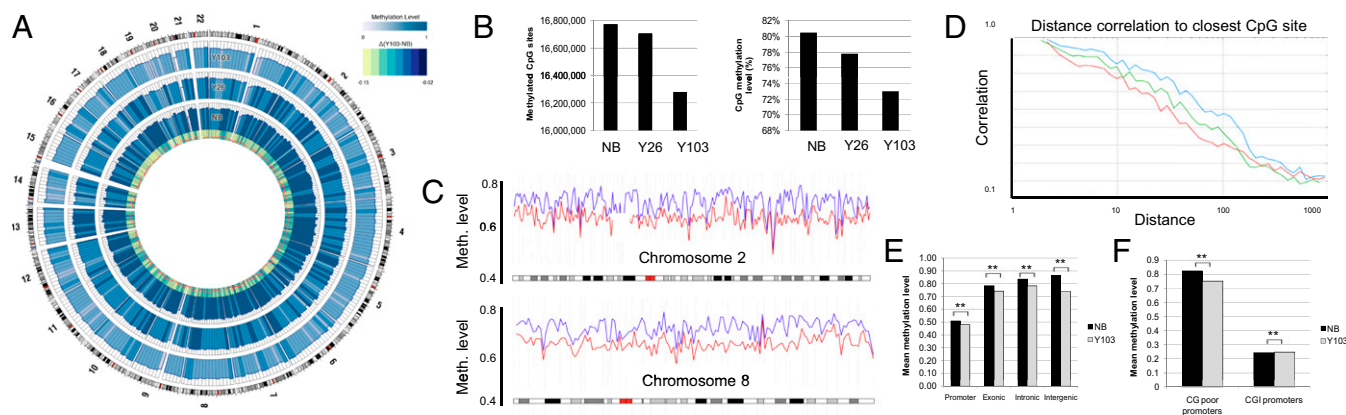 A
Methylation Level
0 1
Δ(Y103-NB)
-0.15 -0.02
Y103
Y26
NB
1
2
3
4
5
6
7
8
9
10
11
12
13
14
15
16
17
18
19
20
21
22
B
Methylated CpG sites
16,800,000
16,600,000
16,400,000
16,200,000
16,000,000
NB Y26 Y103
CpG methylation
level (%)
82%
80%
78%
76%
74%
72%
70%
68%
NB Y26 Y103
C
Meth. level
0.8
0.6
0.4
Chromosome 2
Meth. level
0.8
0.6
0.4
Chromosome 8
D
Distance correlation to closest CpG site
Correlation
1.0
0.1
1 10 100 1000
Distance
E
Mean methylation level
1.00
0.90
0.80
0.70
0.60
0.50
0.40
0.30
0.20
0.10
0.00
** ** ** **
Promoter Exonic Intronic Intergenic
NB
Y103
F
Mean methylation level
0.9
0.8
0.7
0.6
0.5
0.4
0.3
0.2
0.1
0
** **
CG poor
promoters
CGI promoters
NB
Y103